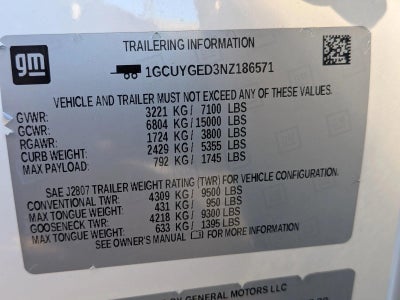 gm
TRAILERING INFORMATION
1GCUYGED3NZ186571
VEHICLE AND TRAILER MUST NOT EXCEED ANY OF THESE VALUES.
GVWR: 3221 KG/ 7100 LBS
GCWR: 6804 KG/ 15000 LBS
RGAWR: 1724 KG/ 3800 LBS
CURB WEIGHT: 2429 KG/ 5355 LBS
MAX PAYLOAD: 792 KG/ 1745 LBS
SAE J2807 TRAILER WEIGHT RATING (TWR) FOR VEHICLE CONFIGURATION.
CONVENTIONAL TWR: 4309 KG/ 9500 LBS
MAX TONGUE WEIGHT: 431 KG/ 950 LBS
GOOSENECK TWR: 4218 KG/ 9300 LBS
MAX TONGUE WEIGHT: 633 KG/ 1395 LBS
SEE OWNER'S MANUAL FOR MORE INFORMATION
BY GENERAL MOTORS LLC